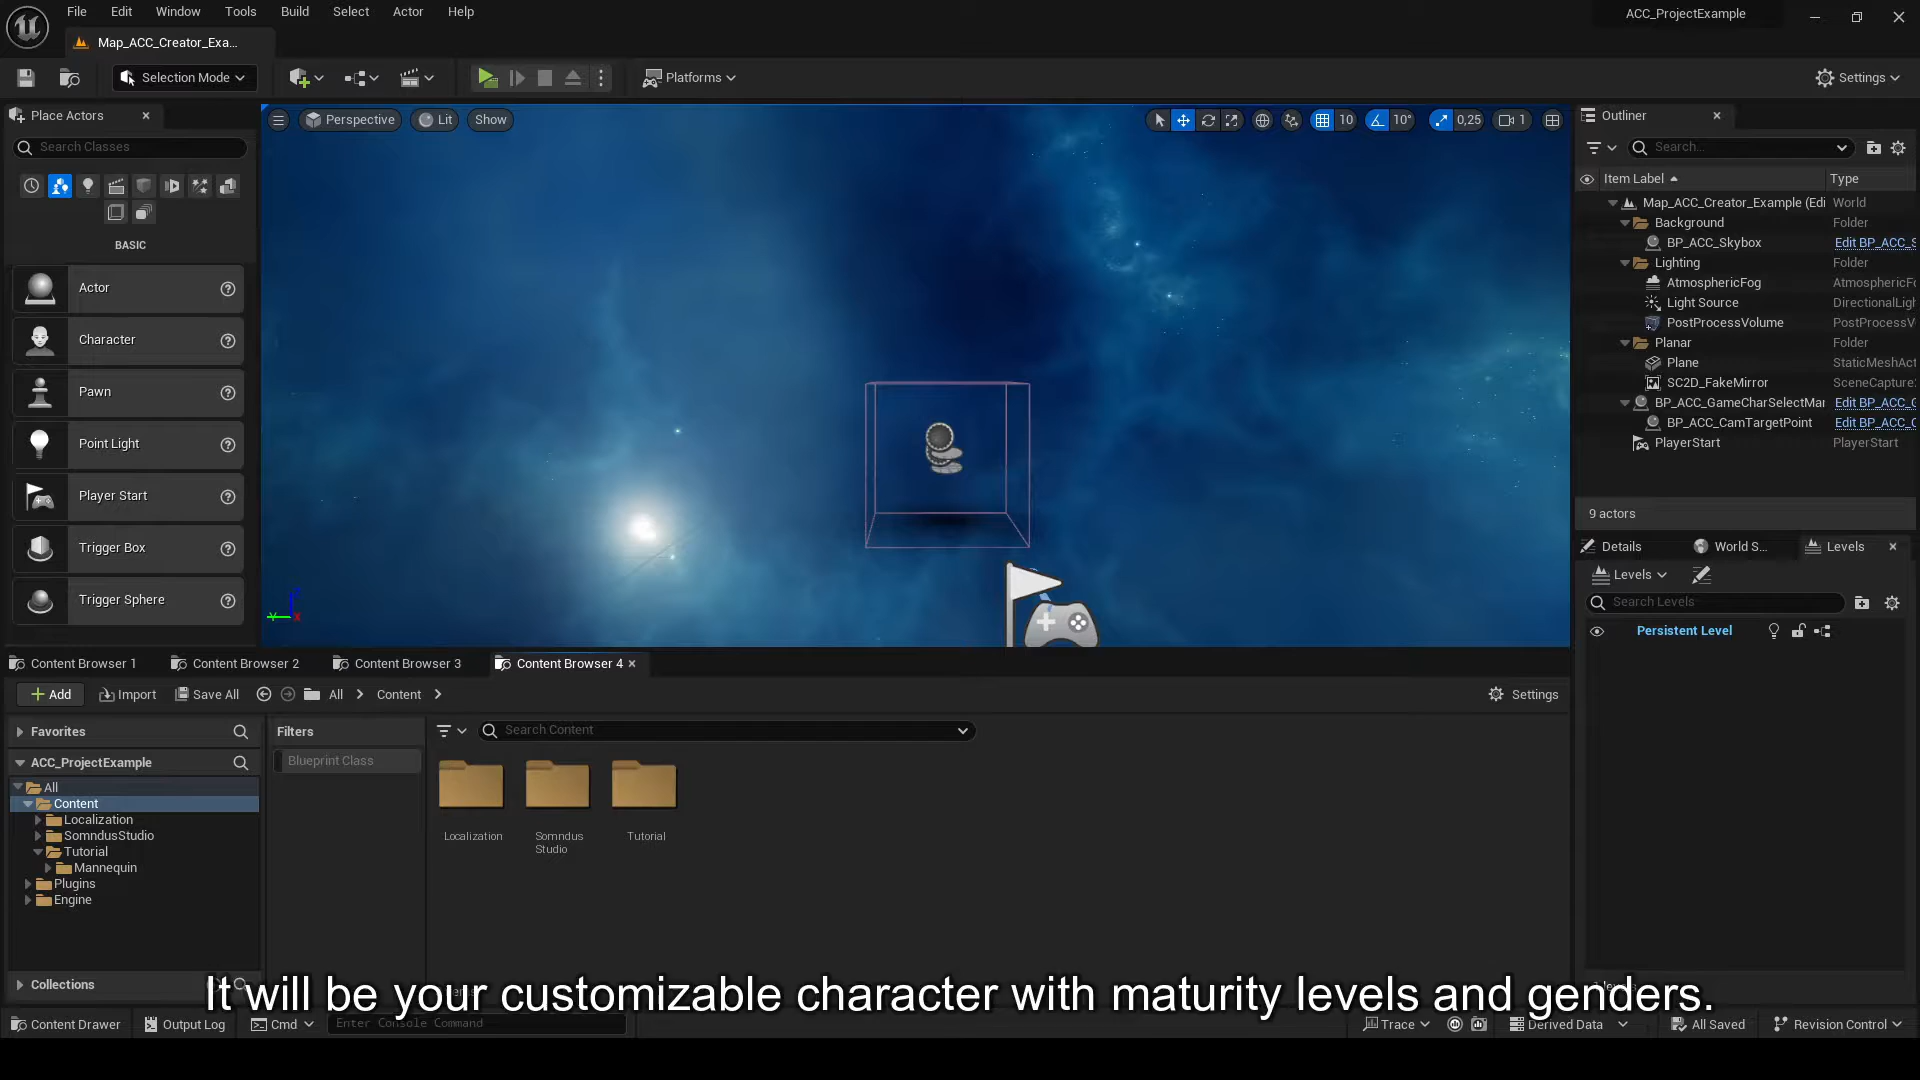 File Edit Window Tools Build Select Actor Help
ACC_ProjectExample
Map_ACC_Creator_Exa...
Selection Mode
Platforms
Settings
Place Actors
Search Classes
BASIC
Actor
Character
Pawn
Point Light
Player Start
Trigger Box
Trigger Sphere
Perspective Lit Show
10 10° 0,25 1
Outliner
Search...
Item Label Type
Map_ACC_Creator_Example (Edi World
Background Folder
BP_ACC_Skybox Edit BP_ACC_S
Lighting Folder
AtmosphericFog AtmosphericFo
Light Source DirectionalLigh
PostProcessVolume PostProcessV
Planar Folder
Plane StaticMeshAct
SC2D_FakeMirror SceneCapture2
BP_ACC_GameCharSelectMar Edit BP_ACC_G
BP_ACC_CamTargetPoint Edit BP_ACC_C
PlayerStart PlayerStart
9 actors
Details World S... Levels
Levels
Search Levels
Persistent Level
Content Browser 1 Content Browser 2 Content Browser 3 Content Browser 4
Add Import Save All All Content Settings
Favorites
ACC_ProjectExample
All
Content
Localization
SomndusStudio
Tutorial
Mannequin
Plugins
Engine
Collections
Filters
Blueprint Class
Search Content
Localization
Somndus
Studio
Tutorial
It will be your customizable character with maturity levels and genders.
Content Drawer Output Log Cmd Enter Console Command Trace Derived Data All Saved Revision Control